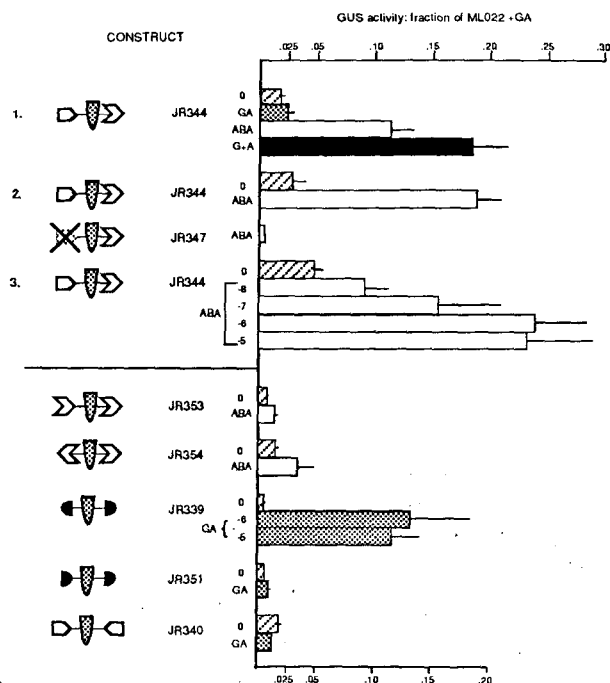 GUS activity: fraction of ML022 +GA
CONSTRUCT
.025 .05 .10 .15 .20 .25 .30
0
1. JR344 GA
ABA
G+A
2. JR344 0
ABA
JR347 ABA
3. JR344 0
-8
ABA -7
-6
-5
JR353 0
ABA
JR354 0
ABA
JR339 0
GA -6
-5
JR351 0
GA
JR340 0
GA
.025 .05 .10 .15 .20